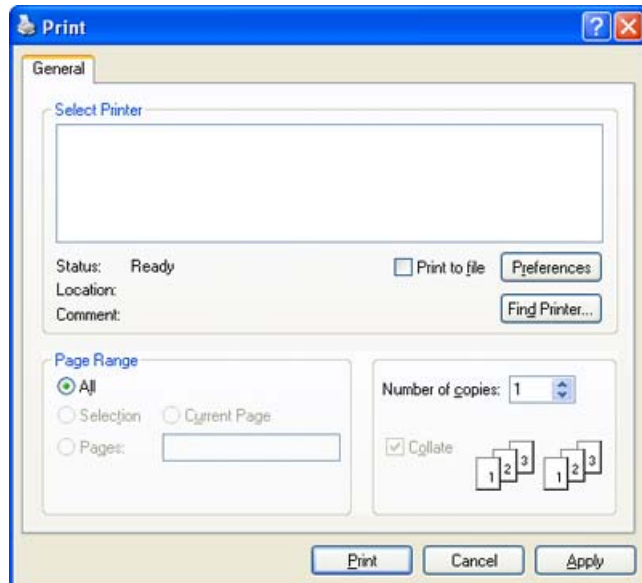 Print
General
Select Printer
Status: Ready
Print to file
Preferences
Location:
Comment:
Find Printer...
Page Range
All
Selection
Current Page
Pages:
Number of copies: 1
Collate
1 2 3 1 2 3
Print
Cancel
Apply